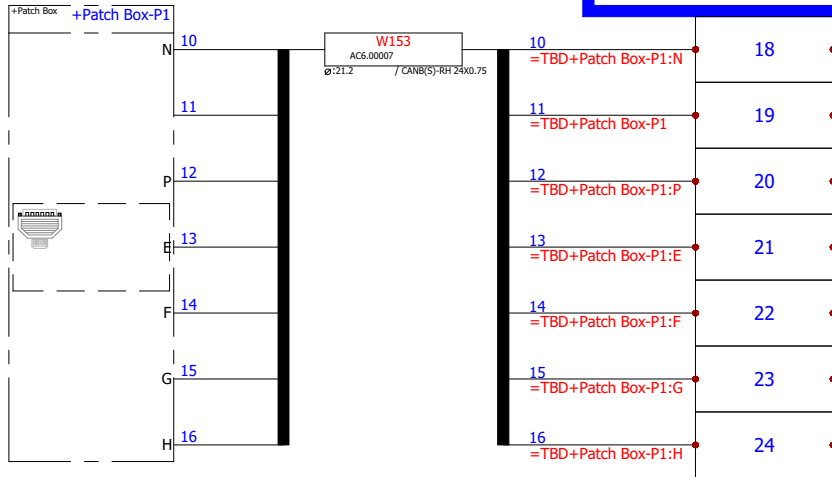 +Patch Box
+Patch Box-P1
N 10
W153
AC6.00007
ø:21.2 / CANB(S)-RH 24X0.75
10
=TBD+Patch Box-P1:N
18
11
11
=TBD+Patch Box-P1
19
P 12
12
=TBD+Patch Box-P1:P
20
E 13
13
=TBD+Patch Box-P1:E
21
F 14
14
=TBD+Patch Box-P1:F
22
G 15
15
=TBD+Patch Box-P1:G
23
H 16
16
=TBD+Patch Box-P1:H
24